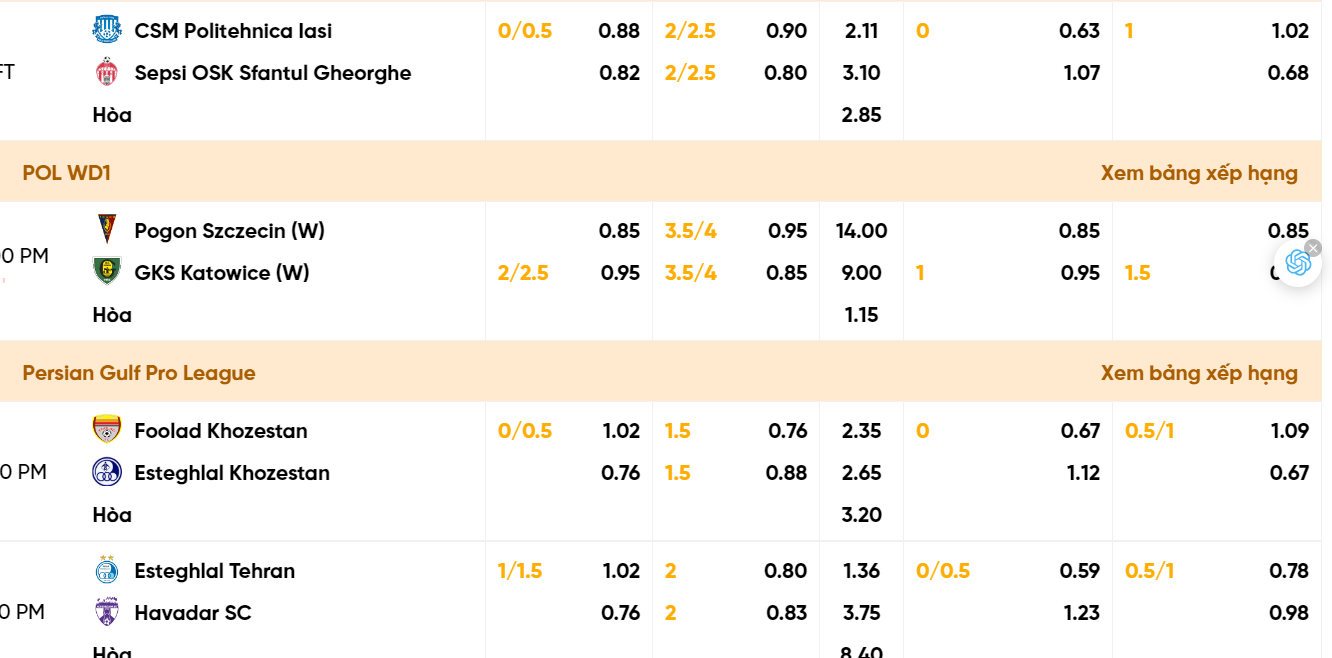 CSM Politehnica Iasi 0/0.5 0.88 2/2.5 0.90 2.11 0 0.63 1 1.02
FT Sepsi OSK Sfantul Gheorghe 0.82 2/2.5 0.80 3.10 1.07 0.68
Hòa 2.85
POL WD1 Xem bảng xếp hạng
Pogon Szczecin (W) 0.85 3.5/4 0.95 14.00 0.85 0.85
0 PM GKS Katowice (W) 2/2.5 0.95 3.5/4 0.85 9.00 1 0.95 1.5
Hòa 1.15
Persian Gulf Pro League Xem bảng xếp hạng
Foolad Khozestan 0/0.5 1.02 1.5 0.76 2.35 0 0.67 0.5/1 1.09
0 PM Esteghlal Khozestan 0.76 1.5 0.88 2.65 1.12 0.67
Hòa 3.20
Esteghlal Tehran 1/1.5 1.02 2 0.80 1.36 0/0.5 0.59 0.5/1 0.78
0 PM Havadar SC 0.76 2 0.83 3.75 1.23 0.98
Hòa 8.40